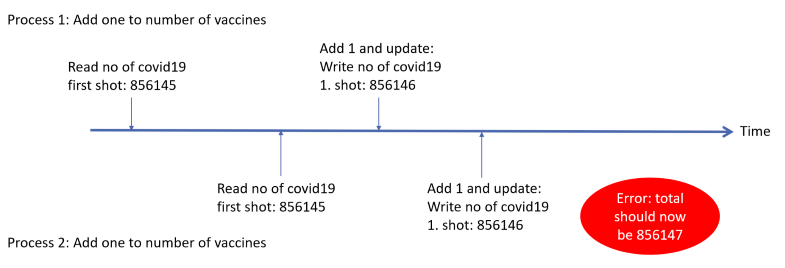 Process 1: Add one to number of vaccines
Add 1 and update:
Write no of covid19
1. shot: 856146
Read no of covid19
first shot: 856145
Time
Read no of covid19
first shot: 856145
Add 1 and update:
Write no of covid19
1. shot: 856146
Error: total
should now
be 856147
Process 2: Add one to number of vaccines